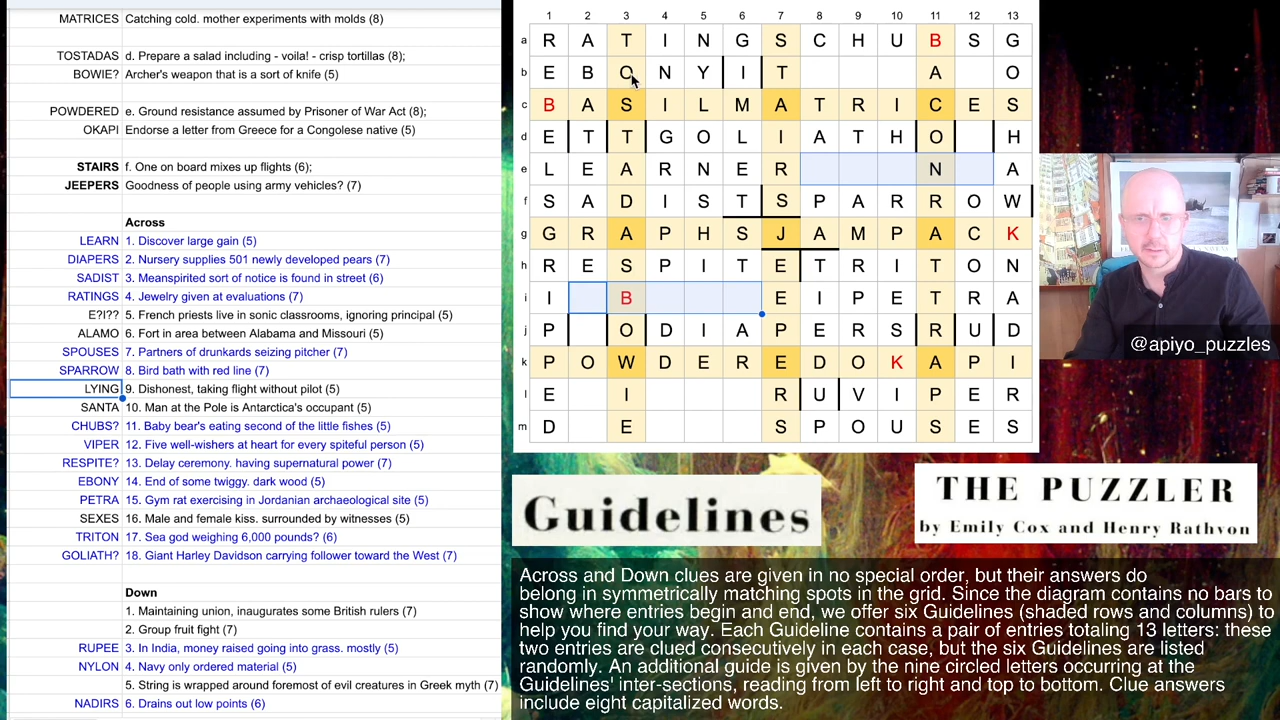 MATRICES Catching cold. mother experiments with molds (8)
TOSTADAS d. Prepare a salad including - voila! - crisp tortillas (8);
BOWIE? Archer's weapon that is a sort of knife (5)
POWDERED e. Ground resistance assumed by Prisoner of War Act (8);
OKAPI Endorse a letter from Greece for a Congolese native (5)
STAIRS f. One on board mixes up flights (6);
JEEPERS Goodness of people using army vehicles? (7)
Across
LEARN 1. Discover large gain (5)
DIAPERS 2. Nursery supplies 501 newly developed pears (7)
SADIST 3. Meanspirited sort of notice is found in street (6)
RATINGS 4. Jewelry given at evaluations (7)
E?I?? 5. French priests live in sonic classrooms, ignoring principal (5)
ALAMO 6. Fort in area between Alabama and Missouri (5)
SPOUSES 7. Partners of drunkards seizing pitcher (7)
SPARROW 8. Bird bath with red line (7)
LYING 9. Dishonest, taking flight without pilot (5)
SANTA 10. Man at the Pole is Antarctica's occupant (5)
CHUBS? 11. Baby bear's eating second of the little fishes (5)
VIPER 12. Five well-wishers at heart for every spiteful person (5)
RESPITE? 13. Delay ceremony. having supernatural power (7)
EBONY 14. End of some twiggy. dark wood (5)
PETRA 15. Gym rat exercising in Jordanian archaeological site (5)
SEXES 16. Male and female kiss. surrounded by witnesses (5)
TRITON 17. Sea god weighing 6,000 pounds? (6)
GOLIATH? 18. Giant Harley Davidson carrying follower toward the West (7)
Down
1. Maintaining union, inaugurates some British rulers (7)
2. Group fruit fight (7)
RUPEE 3. In India, money raised going into grass. mostly (5)
NYLON 4. Navy only ordered material (5)
5. String is wrapped around foremost of evil creatures in Greek myth (7)
NADIRS 6. Drains out low points (6)
1 2 3 4 5 6 7 8 9 10 11 12 13
a R A T I N G S C H U B S G
b E B O N Y I T A O
c B A S I L M A T R I C E S
d E T T G O L I A T H O H
e L E A R N E R N A
f S A D I S T S P A R R O W
g G R A P H S J A M P A C K
h R E S P I T E T R I T O N
i I B E I P E T R A
j P O D I A P E R S R U D
k P O W D E R E D O K A P I
l E I R U V I P E R
m D E S P O U S E S
@apiyo_puzzles
Guidelines
THE PUZZLER
by Emily Cox and Henry Rathvon
Across and Down clues are given in no special order, but their answers do
belong in symmetrically matching spots in the grid. Since the diagram contains no bars to
show where entries begin and end, we offer six Guidelines (shaded rows and columns) to
help you find your way. Each Guideline contains a pair of entries totaling 13 letters: these
two entries are clued consecutively in each case, but the six Guidelines are listed
randomly. An additional guide is given by the nine circled letters occurring at the
Guidelines' inter-sections, reading from left to right and top to bottom. Clue answers
include eight capitalized words.